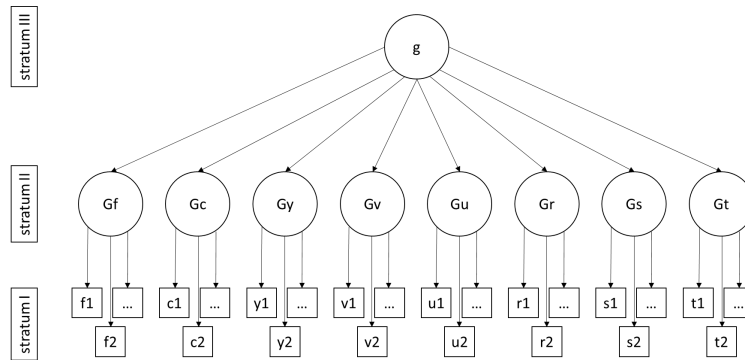 stratum III
g
stratum II
Gf Gc Gy Gv Gu Gr Gs Gt
stratum I
f1 ... c1 ... y1 ... v1 ... u1 ... r1 ... s1 ... t1 ...
f2 c2 y2 v2 u2 r2 s2 t2